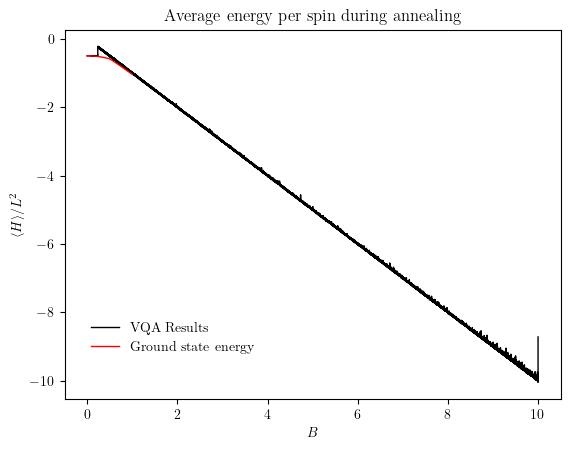 Average energy per spin during annealing
0
−2
−4
−6
−8
−10
⟨H⟩/L²
VQA Results
Ground state energy
0 2 4 6 8 10
B